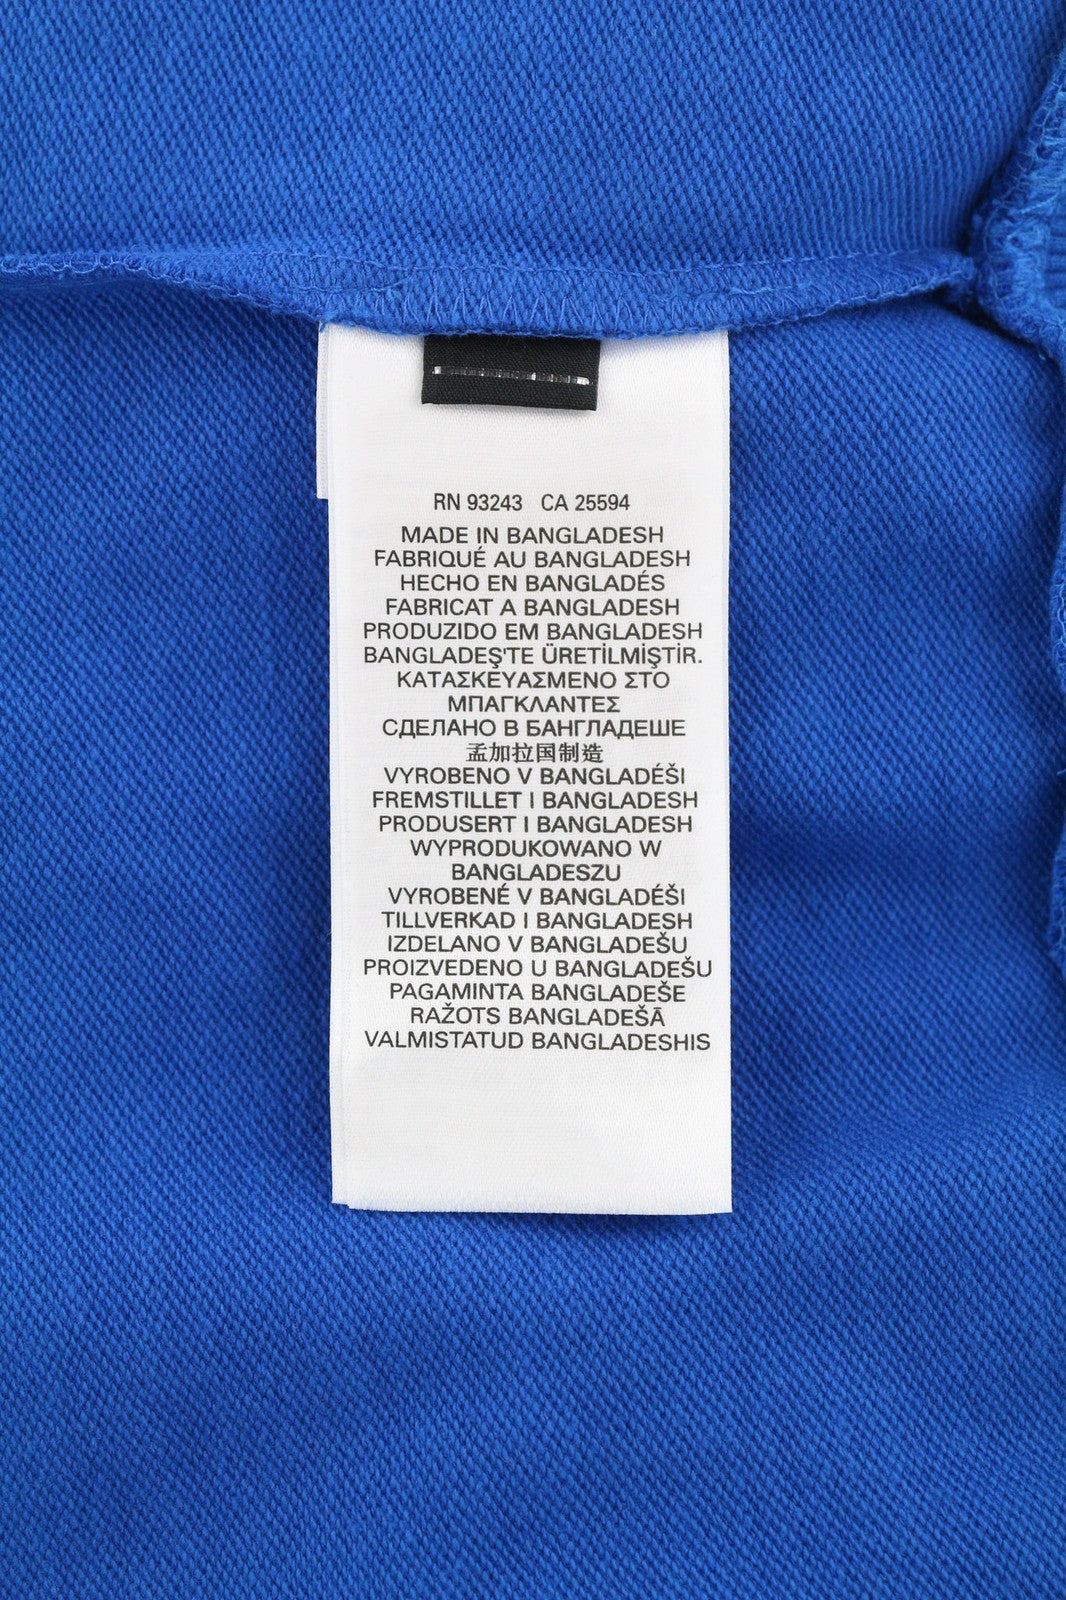 RN 93243 CA 25594
MADE IN BANGLADESH
FABRIQUÉ AU BANGLADESH
HECHO EN BANGLADÉS
FABRICAT A BANGLADESH
PRODUZIDO EM BANGLADESH
BANGLADEŞ'TE ÜRETİLMİŞTİR.
ΚΑΤΑΣΚΕΥΑΣΜΕΝΟ ΣΤΟ
ΜΠΑΓΚΛΑΝΤΕΣ
СДЕЛАНО В БАНГЛАДЕШЕ
孟加拉国制造
VYROBENO V BANGLADÉŠI
FREMSTILLET I BANGLADESH
PRODUSERT I BANGLADESH
WYPRODUKOWANO W
BANGLADESZU
VYROBENÉ V BANGLADÉŠI
TILLVERKAD I BANGLADESH
IZDELANO V BANGLADEŠU
PROIZVEDENO U BANGLADEŠU
PAGAMINTA BANGLADEŠE
RAŽOTS BANGLADEŠĀ
VALMISTATUD BANGLADESHIS